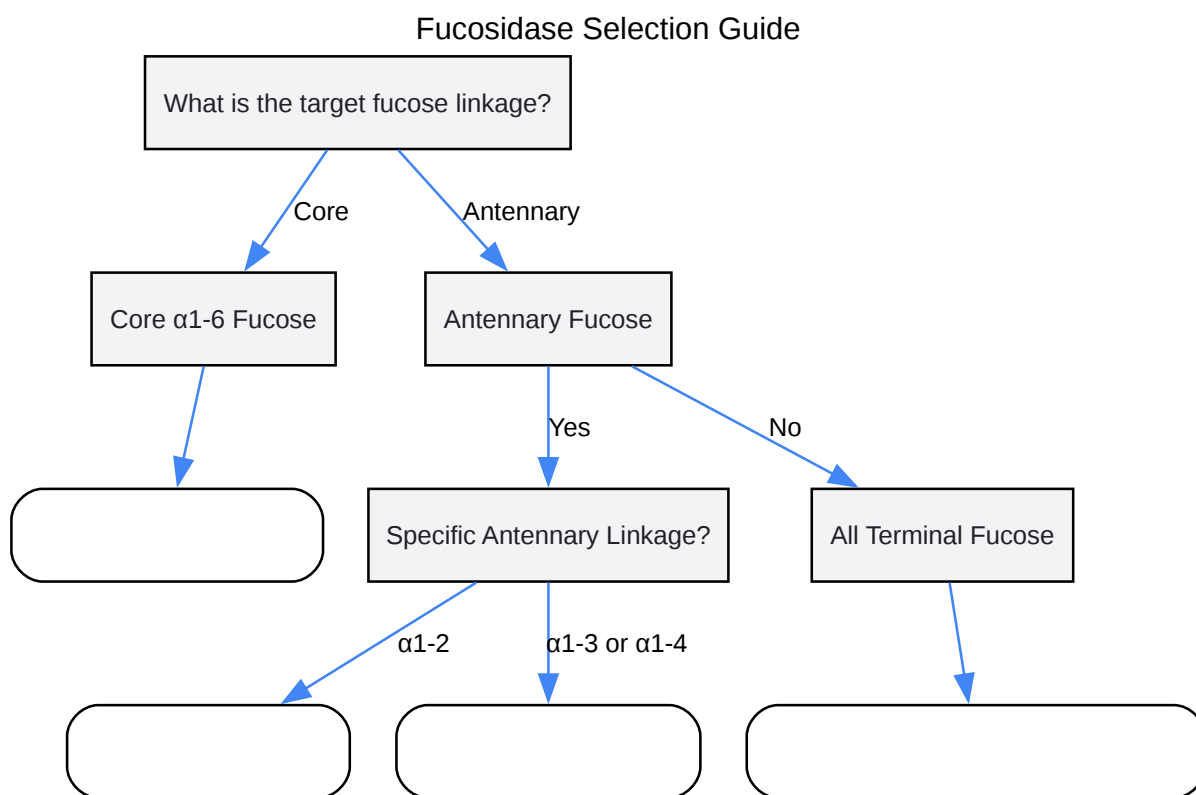 Fucosidase Selection Guide
What is the target fucose linkage?
Core
Antennary
Core α1-6 Fucose
Antennary Fucose
Yes
No
Specific Antennary Linkage?
All Terminal Fucose
α1-2
α1-3 or α1-4